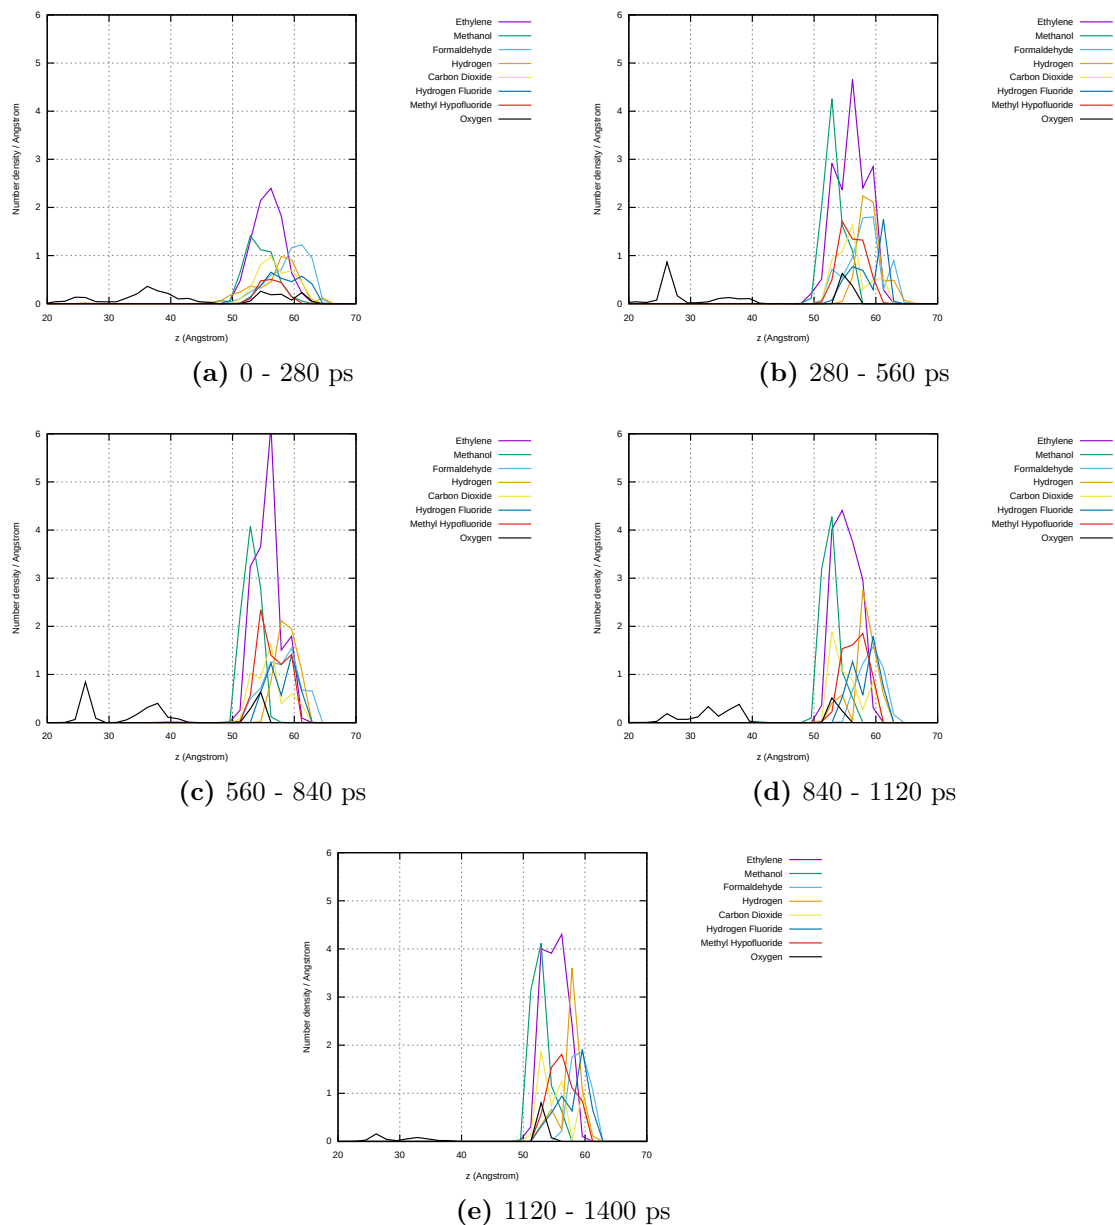 6
5
4
3
2
1
0
20 30 40 50 60 70
Number density / Angstrom
z (Angstrom)
Ethylene
Methanol
Formaldehyde
Hydrogen
Carbon Dioxide
Hydrogen Fluoride
Methyl Hypofluoride
Oxygen
(a) 0 - 280 ps
6
5
4
3
2
1
0
20 30 40 50 60 70
Number density / Angstrom
z (Angstrom)
Ethylene
Methanol
Formaldehyde
Hydrogen
Carbon Dioxide
Hydrogen Fluoride
Methyl Hypofluoride
Oxygen
(b) 280 - 560 ps
6
5
4
3
2
1
0
20 30 40 50 60 70
Number density / Angstrom
z (Angstrom)
Ethylene
Methanol
Formaldehyde
Hydrogen
Carbon Dioxide
Hydrogen Fluoride
Methyl Hypofluoride
Oxygen
(c) 560 - 840 ps
6
5
4
3
2
1
0
20 30 40 50 60 70
Number density / Angstrom
z (Angstrom)
Ethylene
Methanol
Formaldehyde
Hydrogen
Carbon Dioxide
Hydrogen Fluoride
Methyl Hypofluoride
Oxygen
(d) 840 - 1120 ps
6
5
4
3
2
1
0
20 30 40 50 60 70
Number density / Angstrom
z (Angstrom)
Ethylene
Methanol
Formaldehyde
Hydrogen
Carbon Dioxide
Hydrogen Fluoride
Methyl Hypofluoride
Oxygen
(e) 1120 - 1400 ps